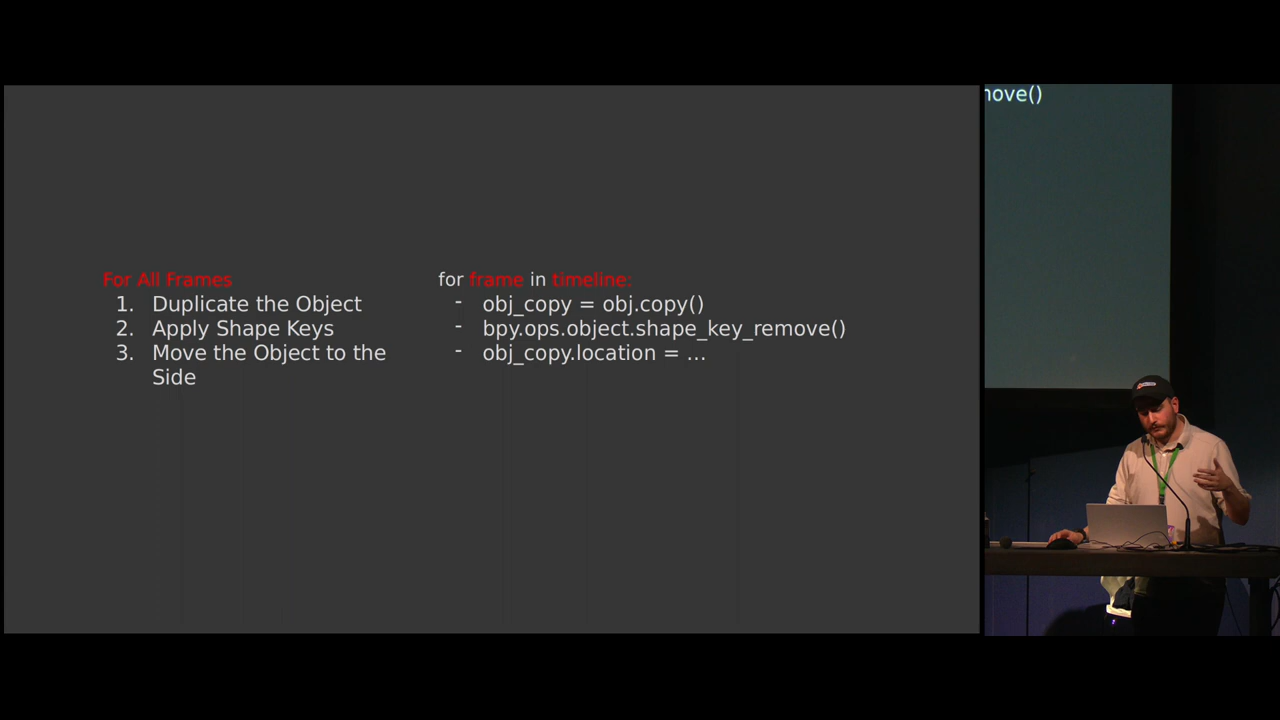 For All Frames
1. Duplicate the Object
2. Apply Shape Keys
3. Move the Object to the
Side
for frame in timeline:
- obj_copy = obj.copy()
- bpy.ops.object.shape_key_remove()
- obj_copy.location = ...
move()